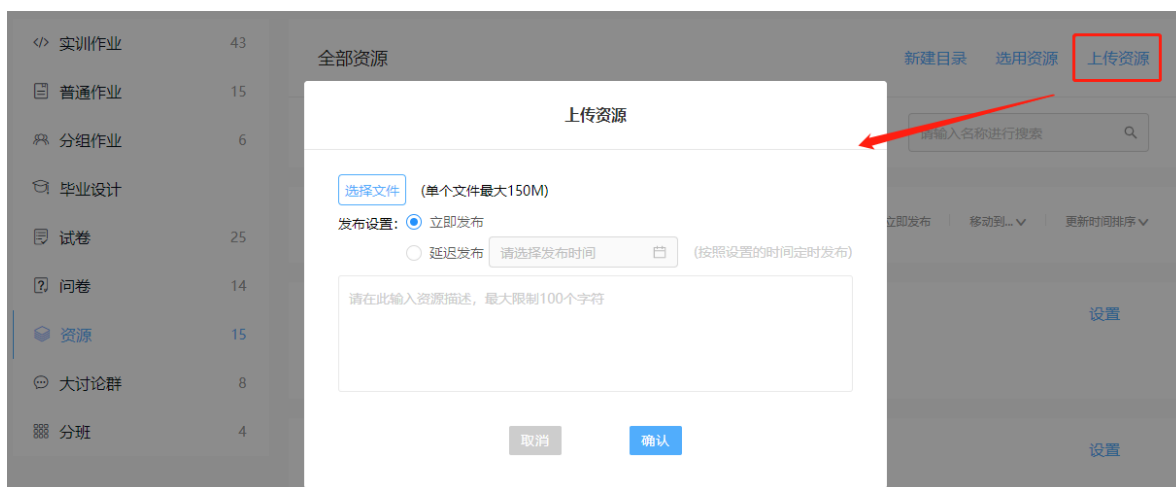 实训作业 43
全部资源 新建目录 选用资源 上传资源
普通作业 15
上传资源
请输入名称进行搜索
分组作业 6
毕业设计
选择文件 (单个文件最大150M)
发布设置: 立即发布
立即发布 移动到... 更新时间排序
试卷 25
延迟发布 请选择发布时间 (按照设置的时间定时发布)
问卷 14
请在此输入资源描述，最大限制100个字符
设置
资源 15
大讨论群 8
分班 4
取消 确认
设置